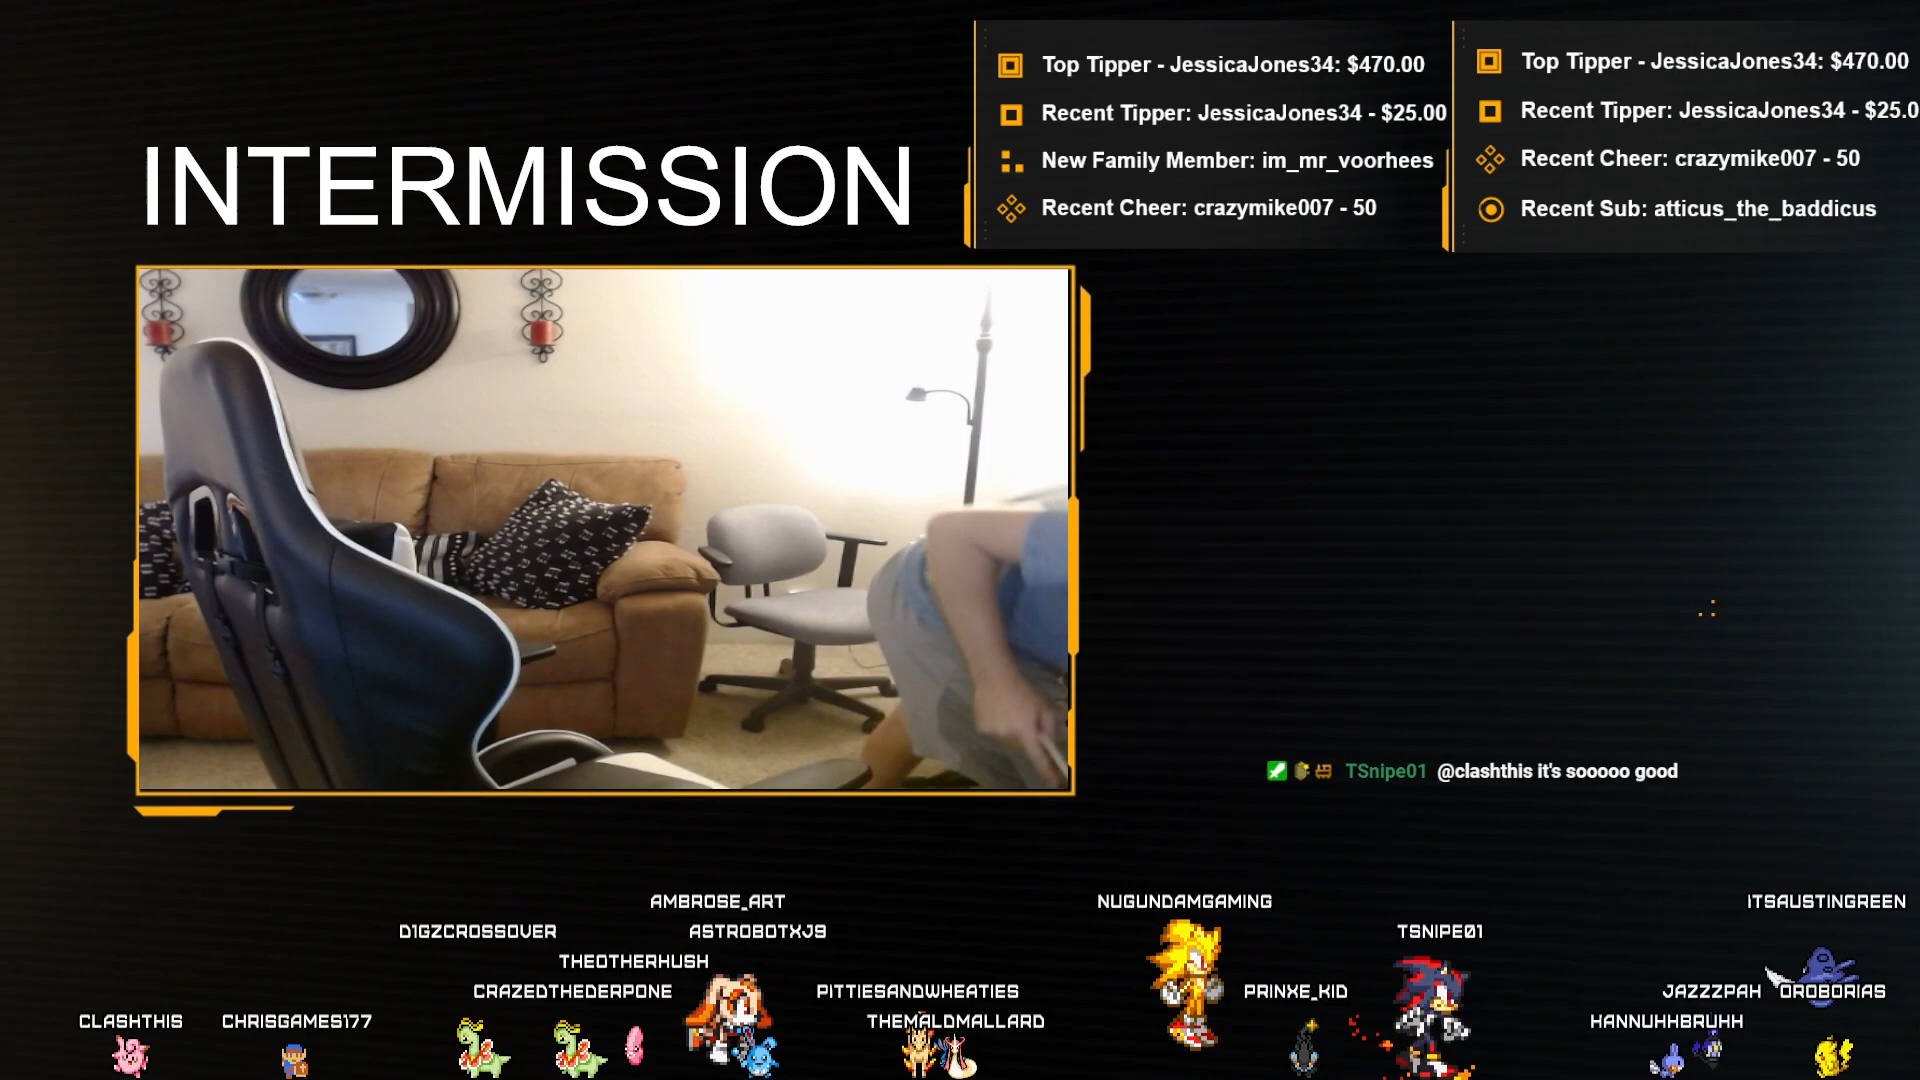 INTERMISSION
Top Tipper - JessicaJones34: $470.00
Recent Tipper: JessicaJones34 - $25.00
New Family Member: im_mr_voorhees
Recent Cheer: crazymike007 - 50
Top Tipper - JessicaJones34: $470.00
Recent Tipper: JessicaJones34 - $25.0
Recent Cheer: crazymike007 - 50
Recent Sub: atticus_the_baddicus
TSnipe01 @clashthis it's sooooo good
AMBROSE_ART
NUGUNDAMGAMING
ITSAUSTINGREEN
D1GZCROSSOVER
ASTROBOTXJ9
TSNIPE01
THEOTHERHUSH
CRAZEDTHEDERPONE
PITTIESANDWHEATIES
PRINXE_KID
JAZZZPAH
OROBORIAS
CLASHTHIS
CHRISGAMES177
THEMALDMALLARD
HANNUHHBRUHH